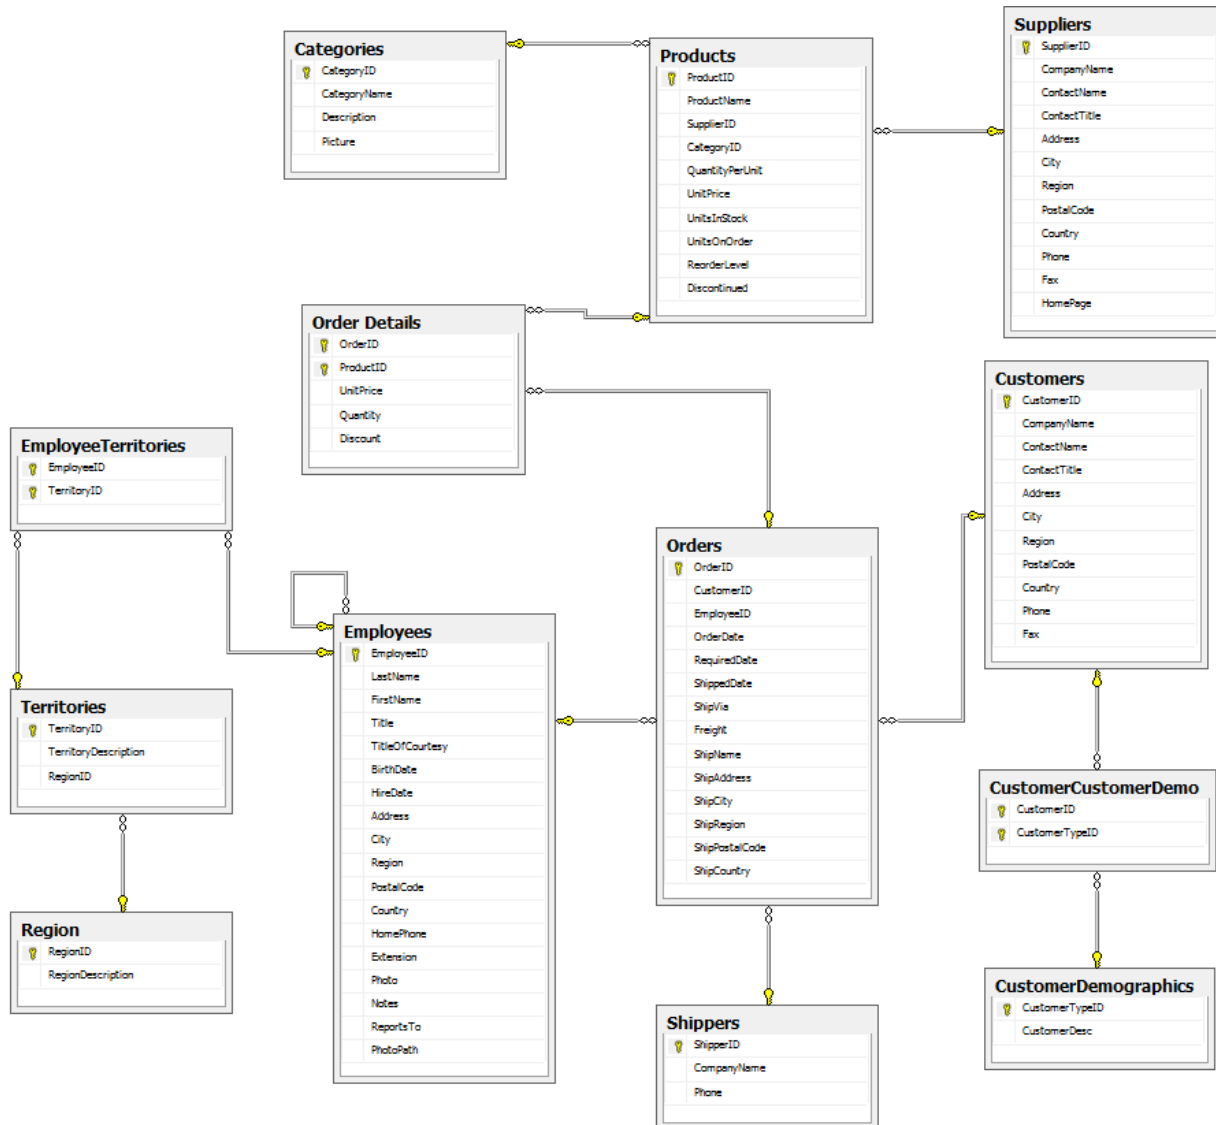 Categories
CategoryID
CategoryName
Description
Picture
Products
ProductID
ProductName
SupplierID
CategoryID
QuantityPerUnit
UnitPrice
UnitsInStock
UnitsOnOrder
ReorderLevel
Discontinued
Suppliers
SupplierID
CompanyName
ContactName
ContactTitle
Address
City
Region
PostalCode
Country
Phone
Fax
HomePage
Order Details
OrderID
ProductID
UnitPrice
Quantity
Discount
Customers
CustomerID
CompanyName
ContactName
ContactTitle
Address
City
Region
PostalCode
Country
Phone
Fax
EmployeeTerritories
EmployeeID
TerritoryID
Orders
OrderID
CustomerID
EmployeeID
OrderDate
RequiredDate
ShippedDate
ShipVia
Freight
ShipName
ShipAddress
ShipCity
ShipRegion
ShipPostalCode
ShipCountry
Employees
EmployeeID
LastName
FirstName
Title
TitleOfCourtesy
BirthDate
HireDate
Address
City
Region
PostalCode
Country
HomePhone
Extension
Photo
Notes
ReportsTo
PhotoPath
Territories
TerritoryID
TerritoryDescription
RegionID
CustomerCustomerDemo
CustomerID
CustomerTypeID
Region
RegionID
RegionDescription
CustomerDemographics
CustomerTypeID
CustomerDesc
Shippers
ShipperID
CompanyName
Phone